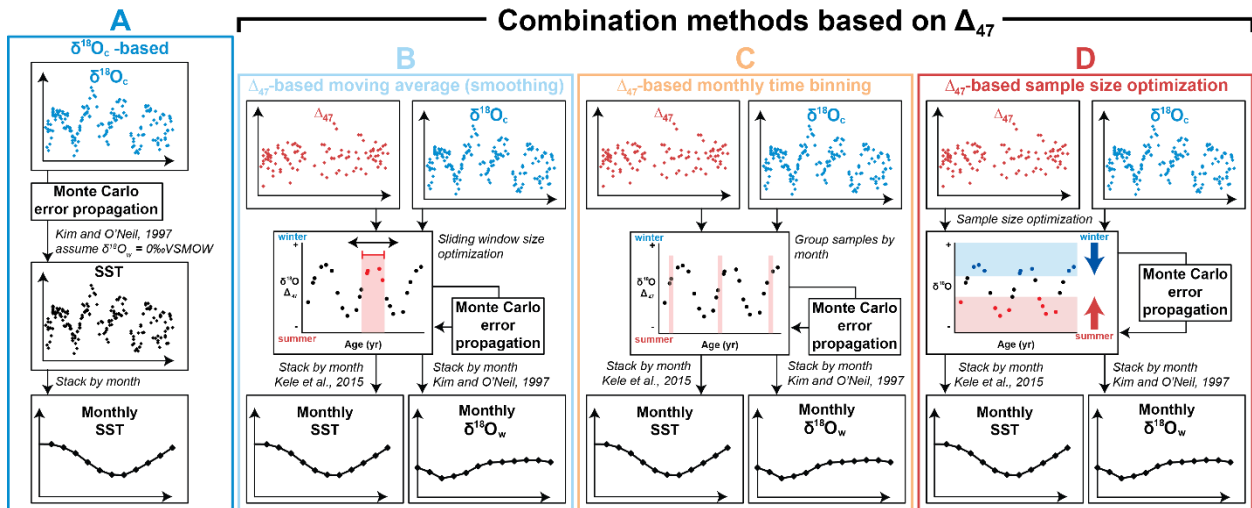 Combination methods based on Δ47
A
δ18Oc -based
δ18Oc
Monte Carlo
error propagation
Kim and O'Neil, 1997
assume δ18Ow = 0‰VSMOW
SST
Stack by month
Monthly
SST
B
Δ47-based moving average (smoothing)
Δ47
δ18Oc
Sliding window size
optimization
winter
+
δ18O
Δ47
-
summer
Age (yr)
Monte Carlo
error
propagation
Stack by month
Kele et al., 2015
Stack by month
Kim and O'Neil, 1997
Monthly
SST
Monthly
δ18Ow
C
Δ47-based monthly time binning
Δ47
δ18Oc
Group samples by
month
winter
+
δ18O
Δ47
-
summer
Age (yr)
Monte Carlo
error
propagation
Stack by month
Kele et al., 2015
Stack by month
Kim and O'Neil, 1997
Monthly
SST
Monthly
δ18Ow
D
Δ47-based sample size optimization
Δ47
δ18Oc
Sample size optimization
winter
+
δ18O
-
summer
Age (yr)
Monte Carlo
error
propagation
Stack by month
Kele et al., 2015
Stack by month
Kim and O'Neil, 1997
Monthly
SST
Monthly
δ18Ow